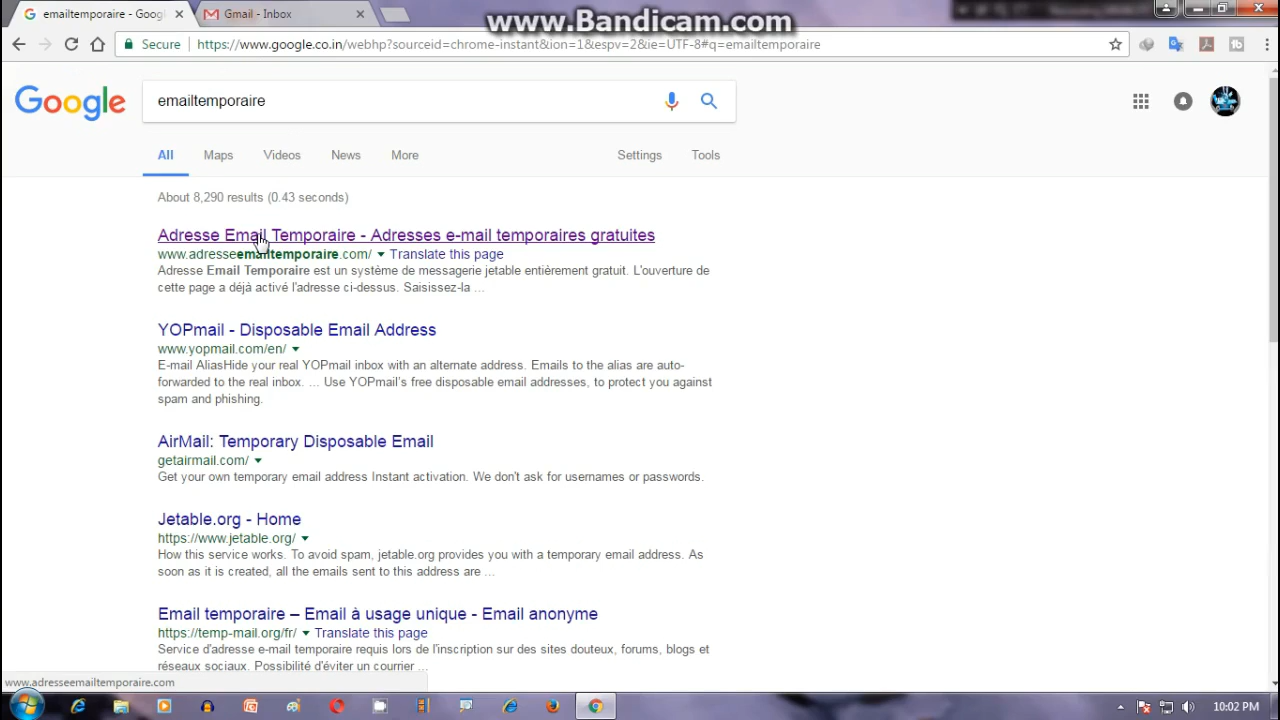 www.Bandicam.com
emailtemporaire - Goog
Gmail - Inbox
Secure
https://www.google.co.in/webhp?sourceid=chrome-instant&ion=1&espv=2&ie=UTF-8#q=emailtemporaire
Google
emailtemporaire
All Maps Videos News More Settings Tools
About 8,290 results (0.43 seconds)
Adresse Email Temporaire - Adresses e-mail temporaires gratuites
www.adresseemailtemporaire.com/ Translate this page
Adresse Email Temporaire est un système de messagerie jetable entièrement gratuit. L'ouverture de
cette page a déjà activé l'adresse ci-dessus. Saisissez-la ...
YOPmail - Disposable Email Address
www.yopmail.com/en/
E-mail AliasHide your real YOPmail inbox with an alternate address. Emails to the alias are auto-
forwarded to the real inbox. ... Use YOPMail's free disposable email addresses, to protect you against
spam and phishing.
AirMail: Temporary Disposable Email
getairmail.com/
Get your own temporary email address Instant activation. We don't ask for usernames or passwords.
Jetable.org - Home
https://www.jetable.org/
How this service works. To avoid spam, jetable.org provides you with a temporary email address. As
soon as it is created, all the emails sent to this address are ...
Email temporaire – Email à usage unique - Email anonyme
https://temp-mail.org/fr/ Translate this page
Service d'adresse e-mail temporaire requis lors de l'inscription sur des sites douteux, forums, blogs et
réseaux sociaux. Possibilité d'éviter un courrier ...
www.adresseemailtemporaire.com
10:02 PM